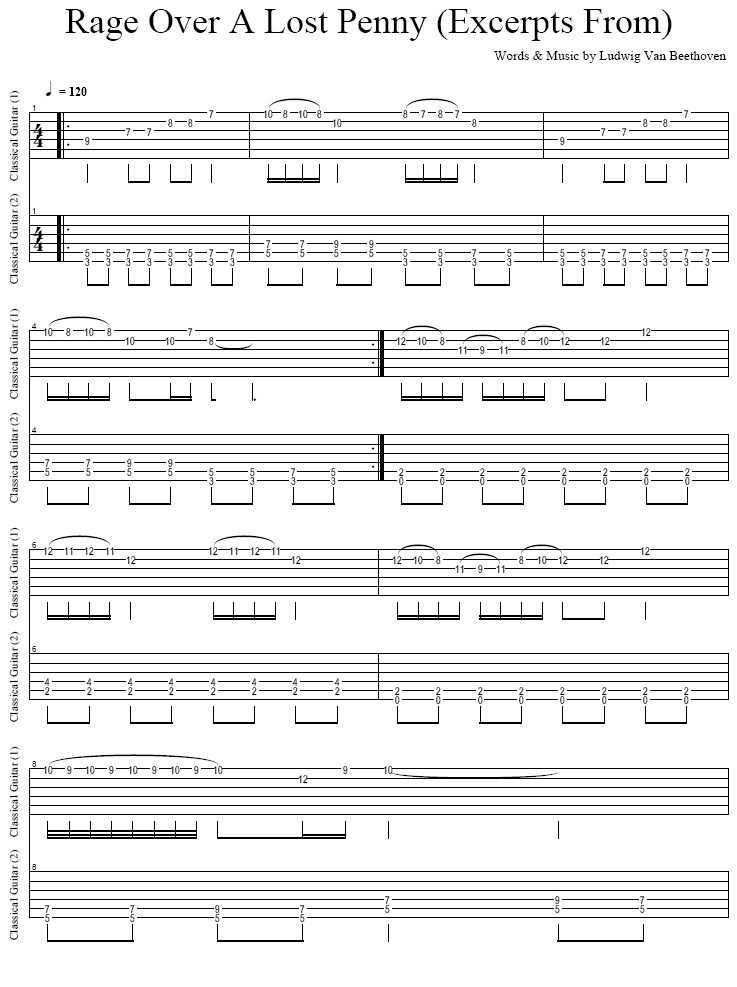 Rage Over A Lost Penny (Excerpts From)
Words & Music by Ludwig Van Beethoven
♩ = 120
Classical Guitar (1)
1
4 4
9 7 7 8 8 7 10 8 10 8 10 8 7 8 7 8 9 7 7 8 8 7
Classical Guitar (2)
1
4 4
7 7 9 9
5 5 7 7 5 5 7 7 5 5 5 5 5 5 7 5 5 5 7 7 5 5 7 7
3 3 3 3 3 3 3 3 3 3 3 3 3 3 3 3 3 3 3 3
Classical Guitar (1)
4
10 8 10 8 10 10 7 8 12 10 8 11 9 11 8 10 12 12 12
Classical Guitar (2)
4
7 7 9 9
5 5 5 5 5 5 7 5 2 2 2 2 2 2 2 2
3 3 3 3 0 0 0 0 0 0 0 0
Classical Guitar (1)
6
12 11 12 11 12 12 11 12 11 12 12 10 8 11 9 11 8 10 12 12 12
Classical Guitar (2)
6
4 4 4 4 4 4 4 4
2 2 2 2 2 2 2 2 2 2 2 2 2 2 2 2
0 0 0 0 0 0 0 0
Classical Guitar (1)
8
10 9 10 9 10 9 10 9 10 12 9 10
Classical Guitar (2)
8
7 9 7
7 7 9 7 5 5 5
5 5 5 5